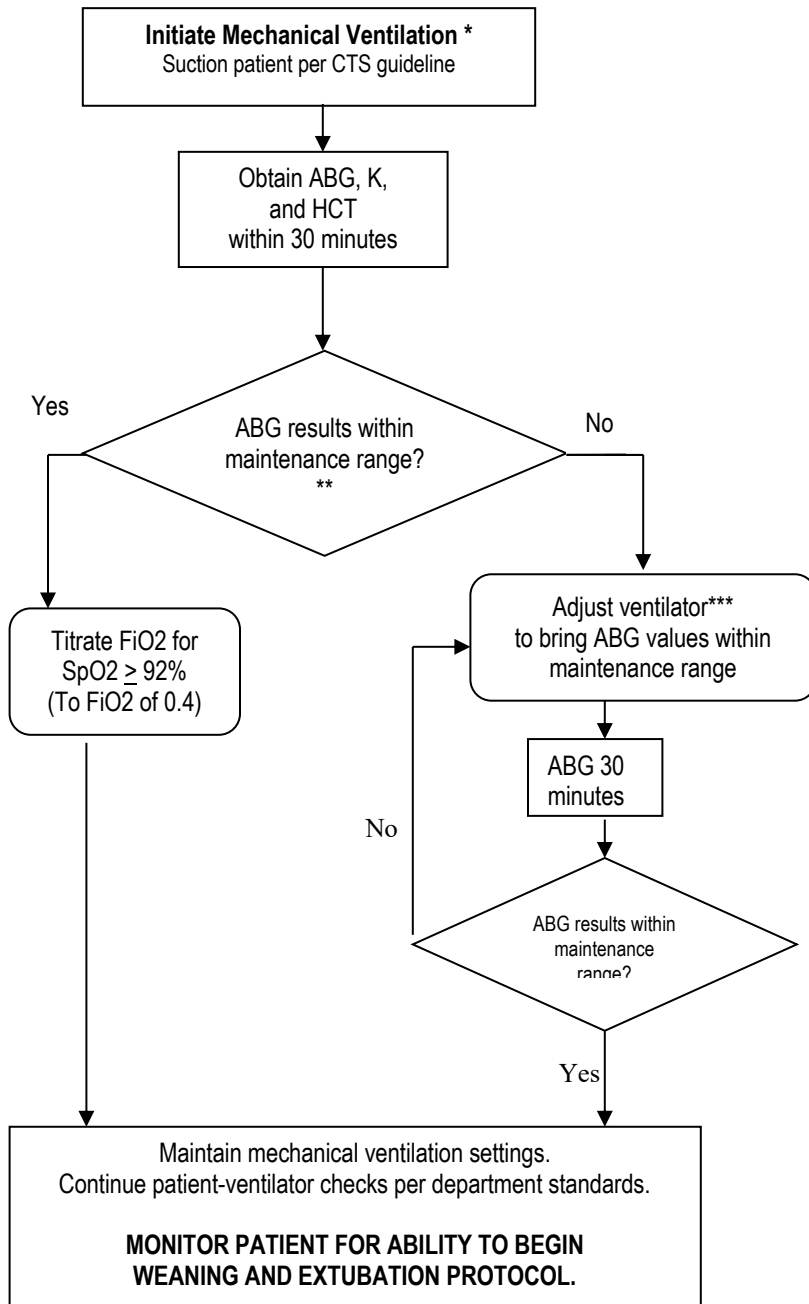 Initiate Mechanical Ventilation *
Suction patient per CTS guideline
Obtain ABG, K,
and HCT
within 30 minutes
Yes
ABG results within
maintenance range?
**
No
Titrate FiO2 for
SpO2 ≥ 92%
(To FiO2 of 0.4)
Adjust ventilator***
to bring ABG values within
maintenance range
ABG 30
minutes
No
ABG results within
maintenance
range?
Yes
Maintain mechanical ventilation settings.
Continue patient-ventilator checks per department standards.
MONITOR PATIENT FOR ABILITY TO BEGIN
WEANING AND EXTUBATION PROTOCOL.